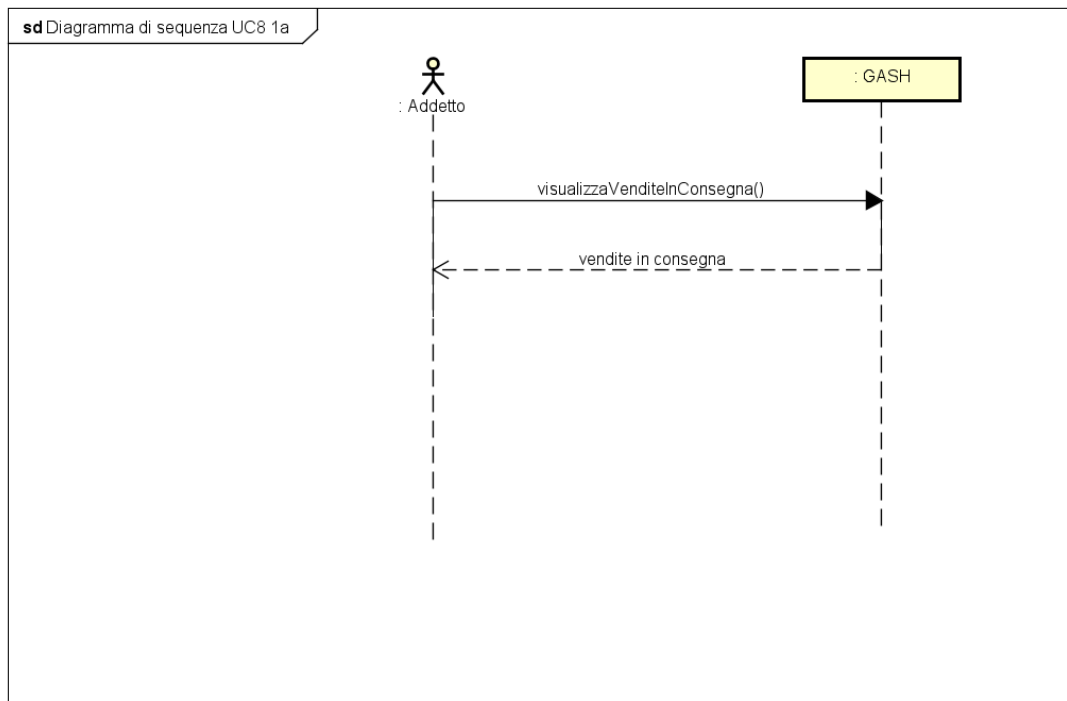 sd Diagramma di sequenza UC8 1a
: GASH
: Addetto
visualizzaVenditeInConsegna()
vendite in consegna